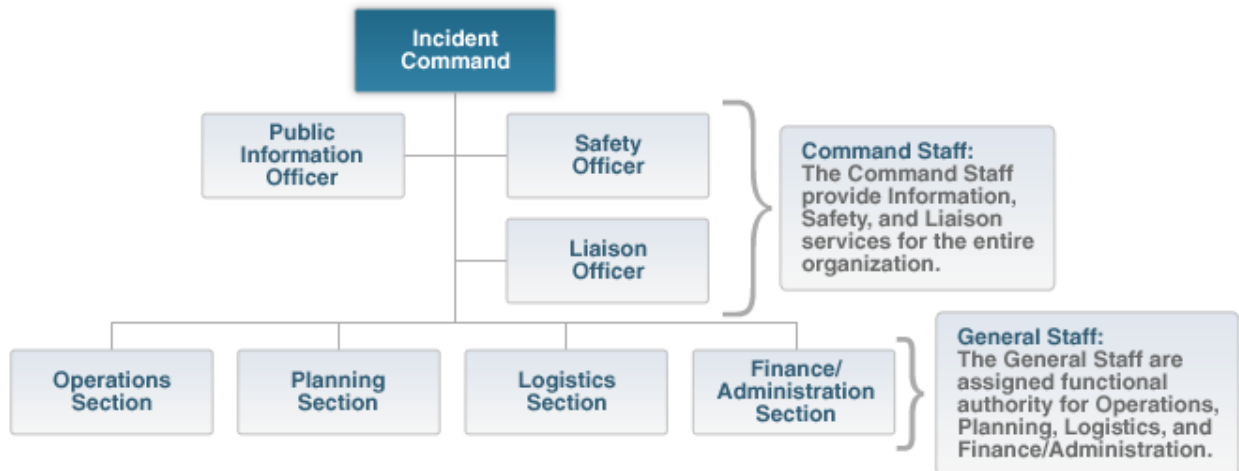 Incident
Command
Public
Information
Officer
Safety
Officer
Command Staff:
The Command Staff
provide Information,
Safety, and Liaison
services for the entire
organization.
Liaison
Officer
Operations
Section
Planning
Section
Logistics
Section
Finance/
Administration
Section
General Staff:
The General Staff are
assigned functional
authority for Operations,
Planning, Logistics, and
Finance/Administration.